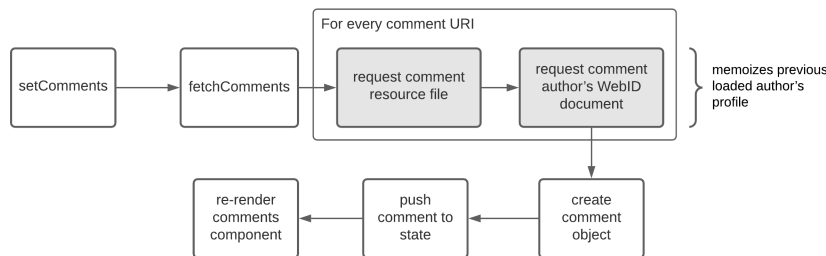 For every comment URI
setComments
fetchComments
request comment
resource file
request comment
author's WebID
document
memoizes previous
loaded author's
profile
re-render
comments
component
push
comment to
state
create
comment
object